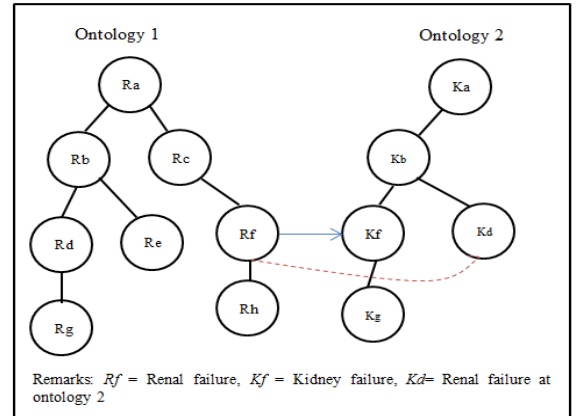 Ontology 1 Ontology 2
Ra Ka
Rb Rc Kb
Rd Re Rf Kf Kd
Rg Rh Kg
Remarks: Rf = Renal failure, Kf = Kidney failure, Kd= Renal failure at
ontology 2